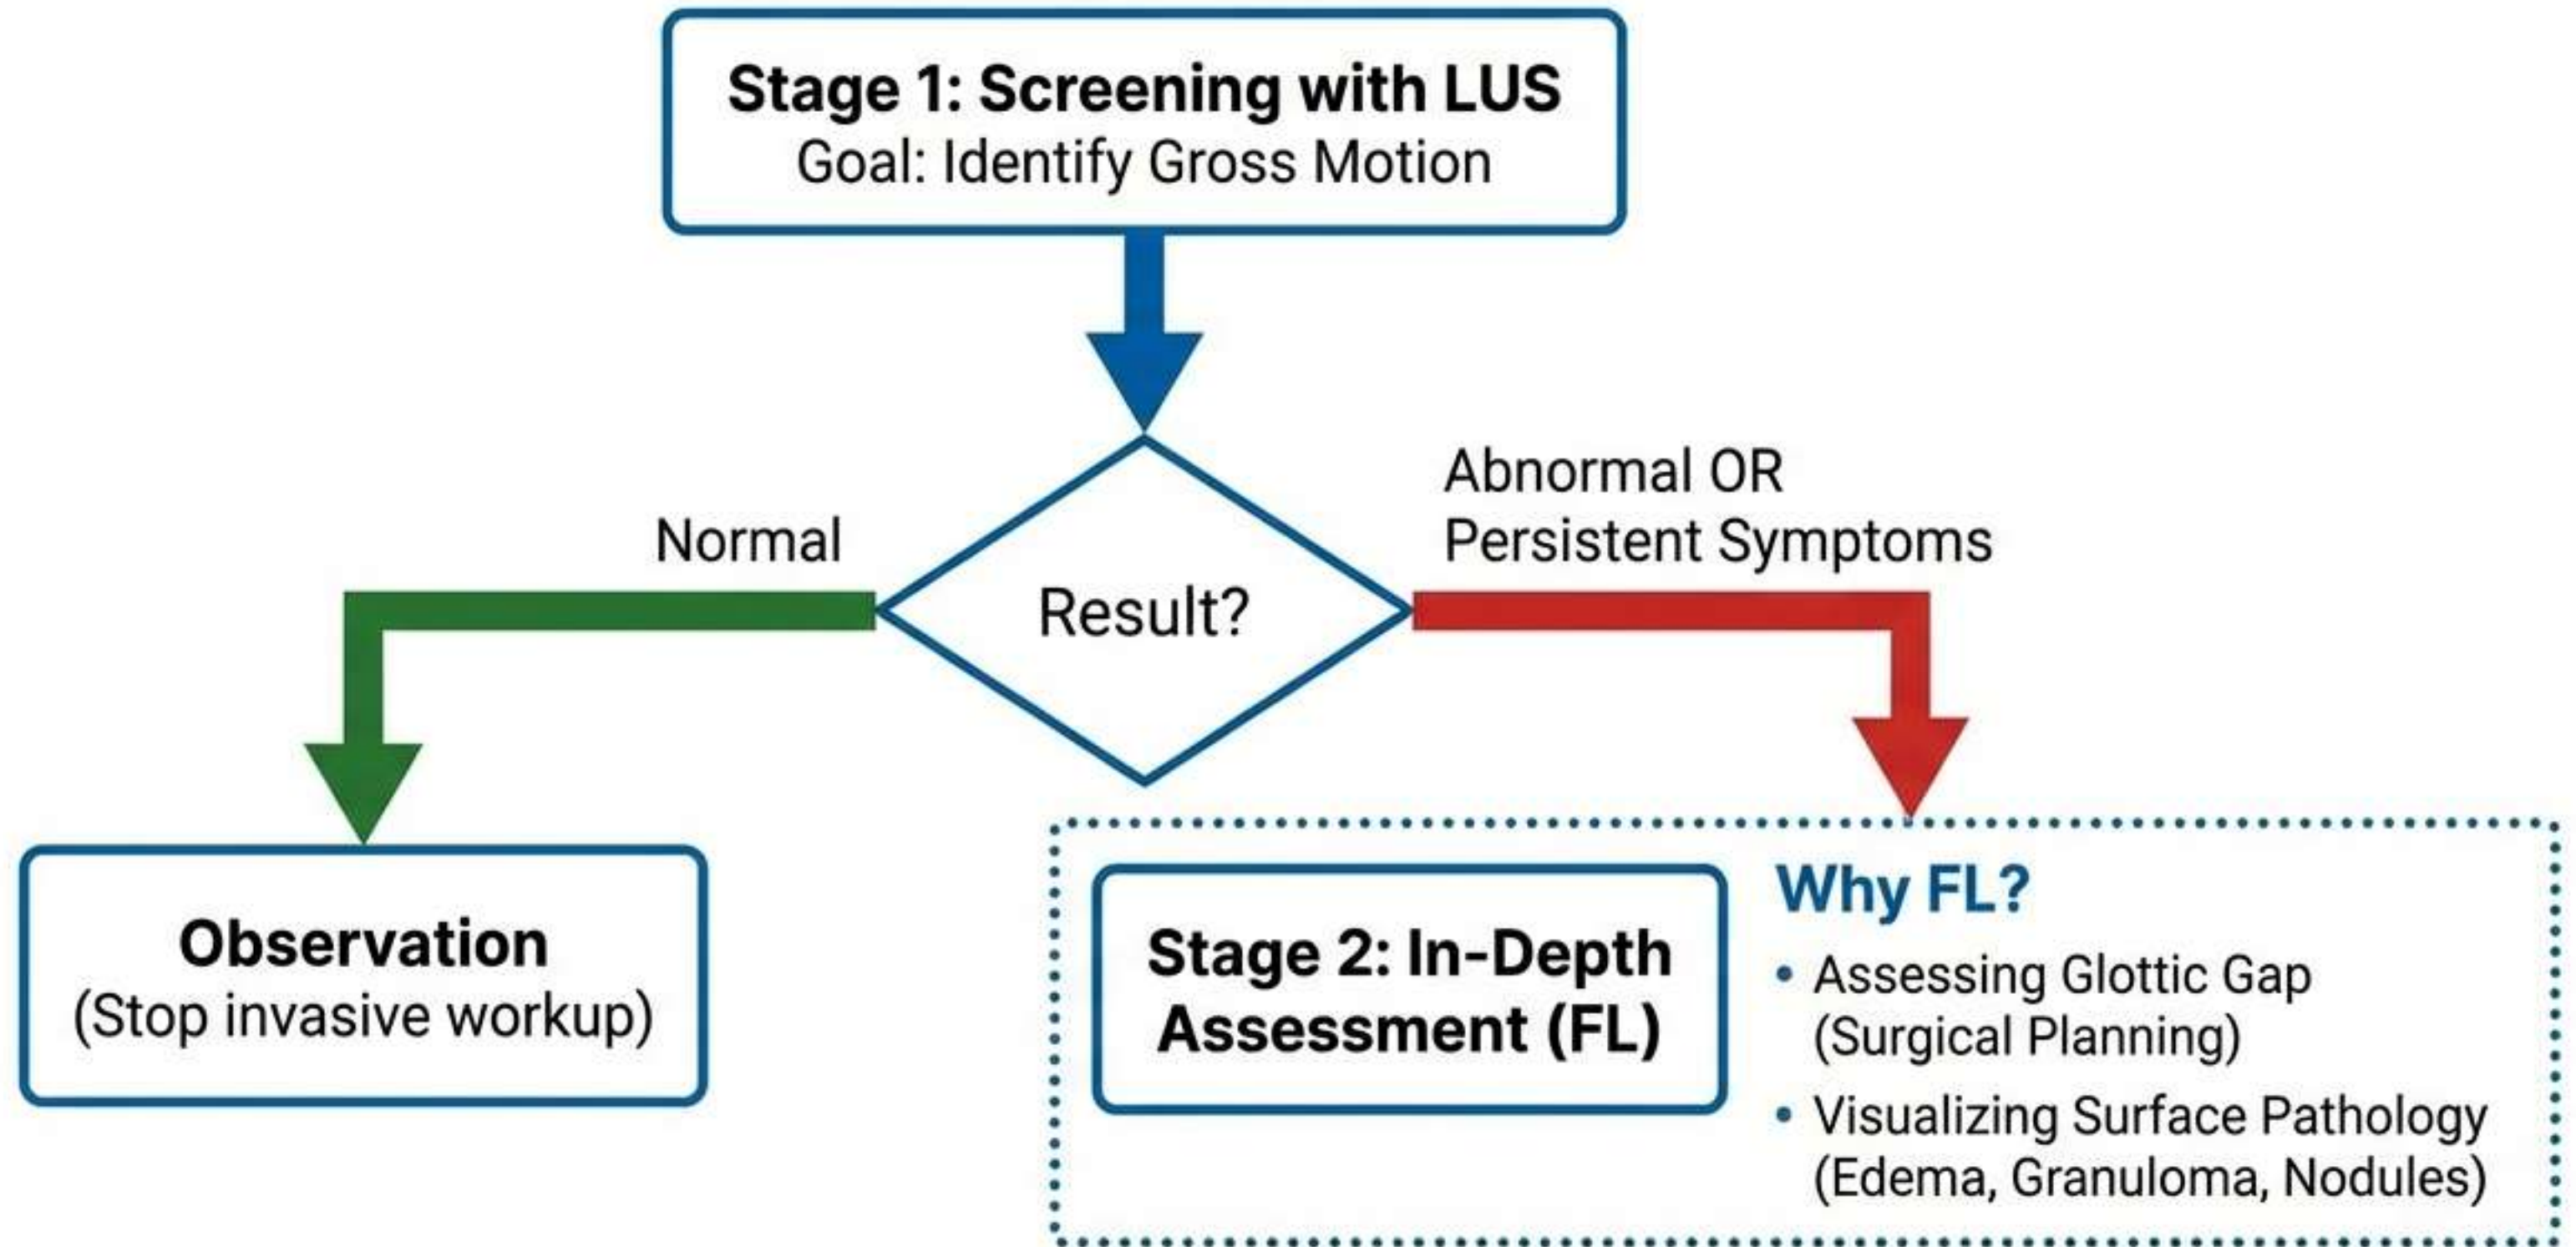 Stage 1: Screening with LUS
Goal: Identify Gross Motion
Normal
Result?
Abnormal OR
Persistent Symptoms
Observation
(Stop invasive workup)
Stage 2: In-Depth
Assessment (FL)
Why FL?
• Assessing Glottic Gap
(Surgical Planning)
• Visualizing Surface Pathology
(Edema, Granuloma, Nodules)